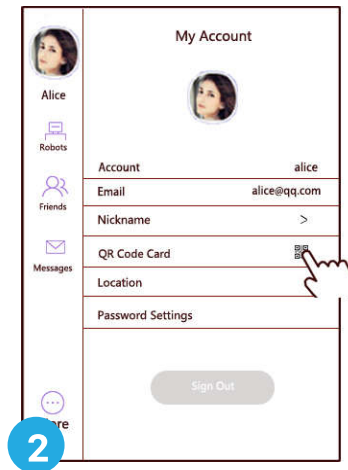 My Account
Alice
Robots
Friends
Messages
Account alice
Email alice@qq.com
Nickname >
QR Code Card
Location
Password Settings
Sign Out
2